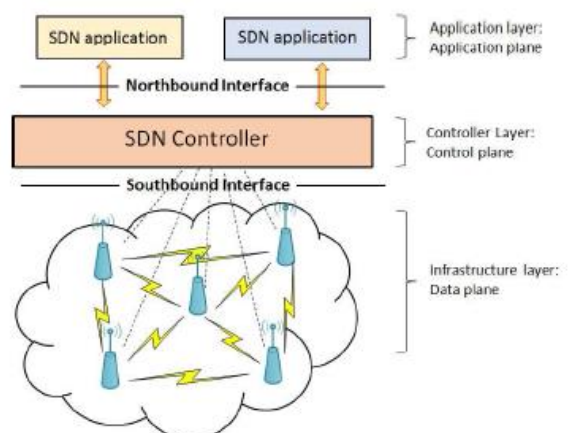 SDN application
SDN application
Application layer:
Application plane
Northbound Interface
SDN Controller
Controller Layer:
Control plane
Southbound Interface
Infrastructure layer:
Data plane